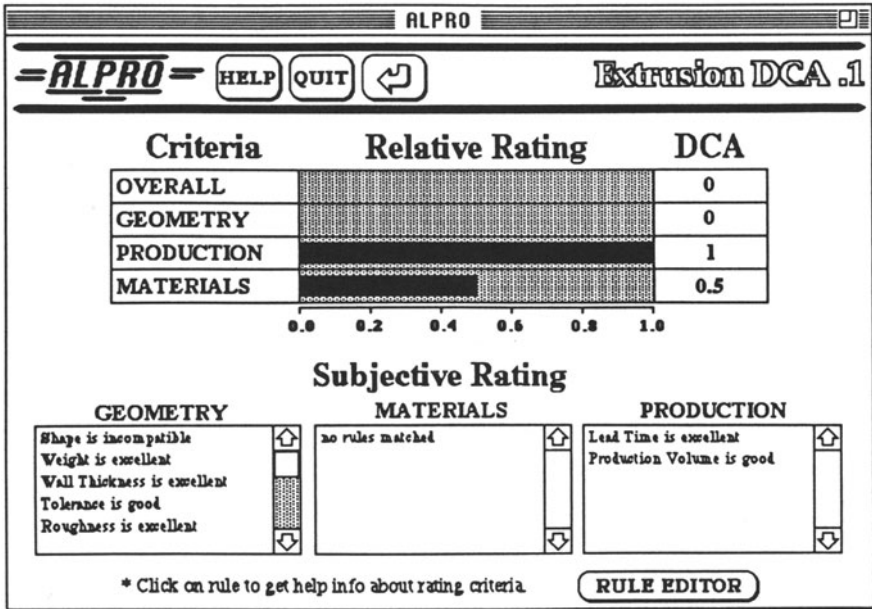 ALPRO
ALPRO HELP QUIT Extrusion DCA .1
Criteria Relative Rating DCA
OVERALL 0
GEOMETRY 0
PRODUCTION 1
MATERIALS 0.5
0.0 0.2 0.4 0.6 0.8 1.0
Subjective Rating
GEOMETRY MATERIALS PRODUCTION
Shape is incompatible no rules matched Lead Time is excellent
Weight is excellent Production Volume is good
Wall Thickness is excellent
Tolerance is good
Roughness is excellent
* Click on rule to get help info about rating criteria. RULE EDITOR